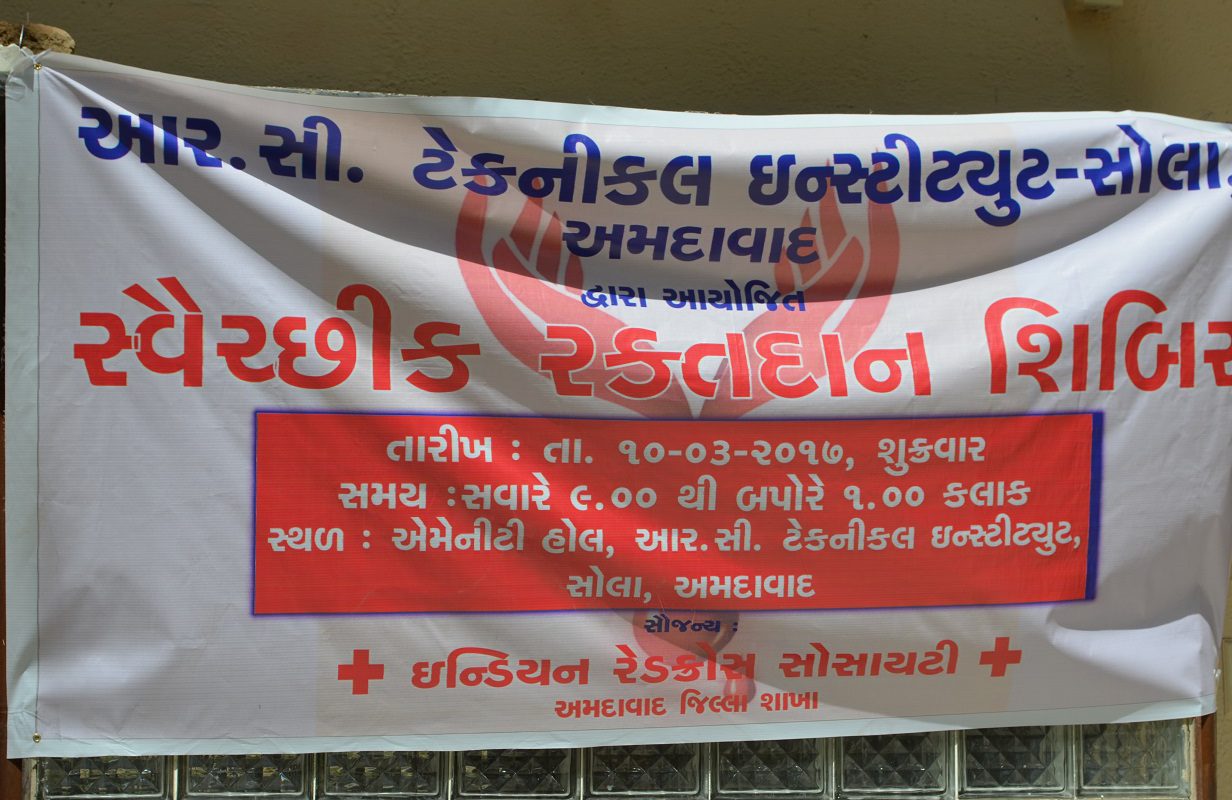 આર.સી. ટેકનીકલ ઇન્સ્ટીટ્યુટ-સોલા,
અમદાવાદ
દ્વારા આયોજિત
સ્વૈચ્છીક રક્તદાન શિબિર
તારીખ : તા. ૧૦-૦૩-૨૦૧૭, શુક્રવાર
સમય :સવારે ૯.૦૦ થી બપોરે ૧.૦૦ કલાક
સ્થળ : એમેનીટી હોલ, આર.સી. ટેકનીકલ ઇન્સ્ટીટ્યુટ,
સોલા, અમદાવાદ
સૌજન્ય :
ઇન્ડિયન રેડક્રોસ સોસાયટી
અમદાવાદ જિલ્લા શાખા